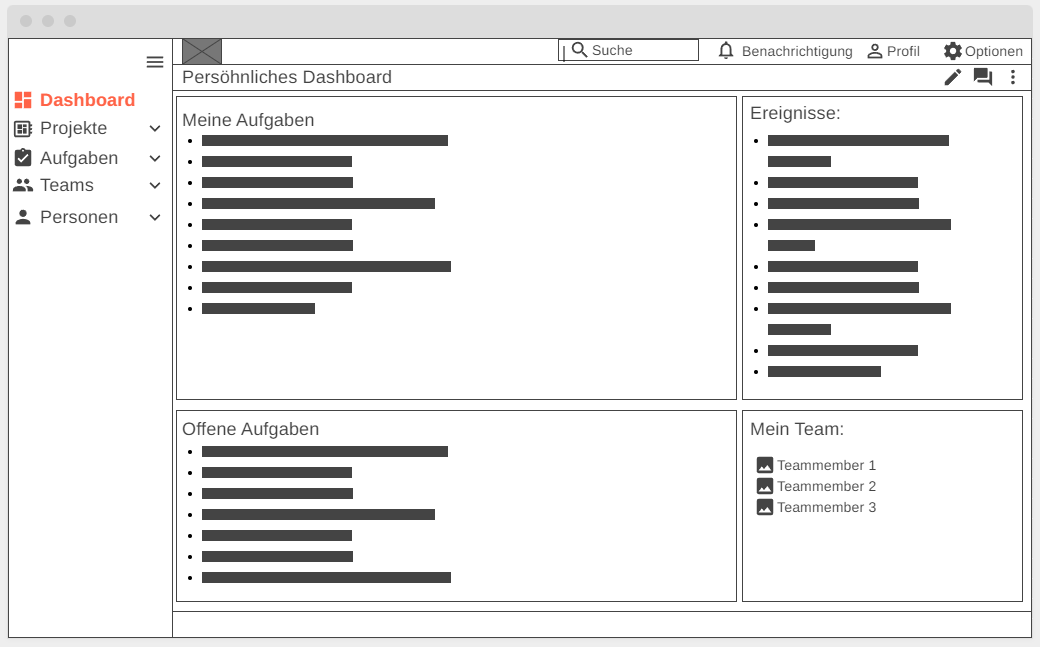 Suche
Benachrichtigung
Profil
Optionen
Persöhnliches Dashboard
Dashboard
Projekte
Aufgaben
Teams
Personen
Meine Aufgaben
Ereignisse:
Offene Aufgaben
Mein Team:
Teammember 1
Teammember 2
Teammember 3